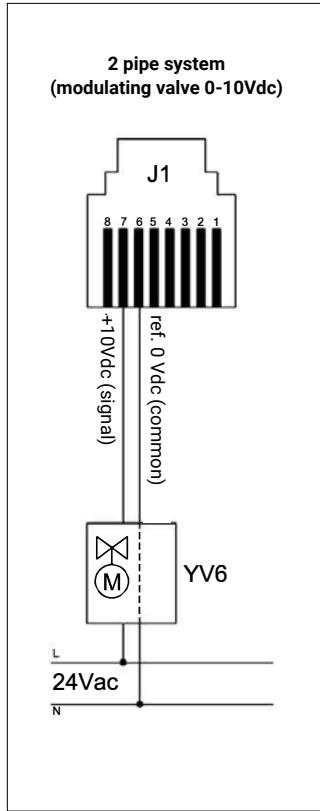 2 pipe system
(modulating valve 0-10Vdc)
J1
8 7 6 5 4 3 2 1
+10Vdc (signal)
ref. 0 Vdc (common)
M
YV6
L
24Vac
N